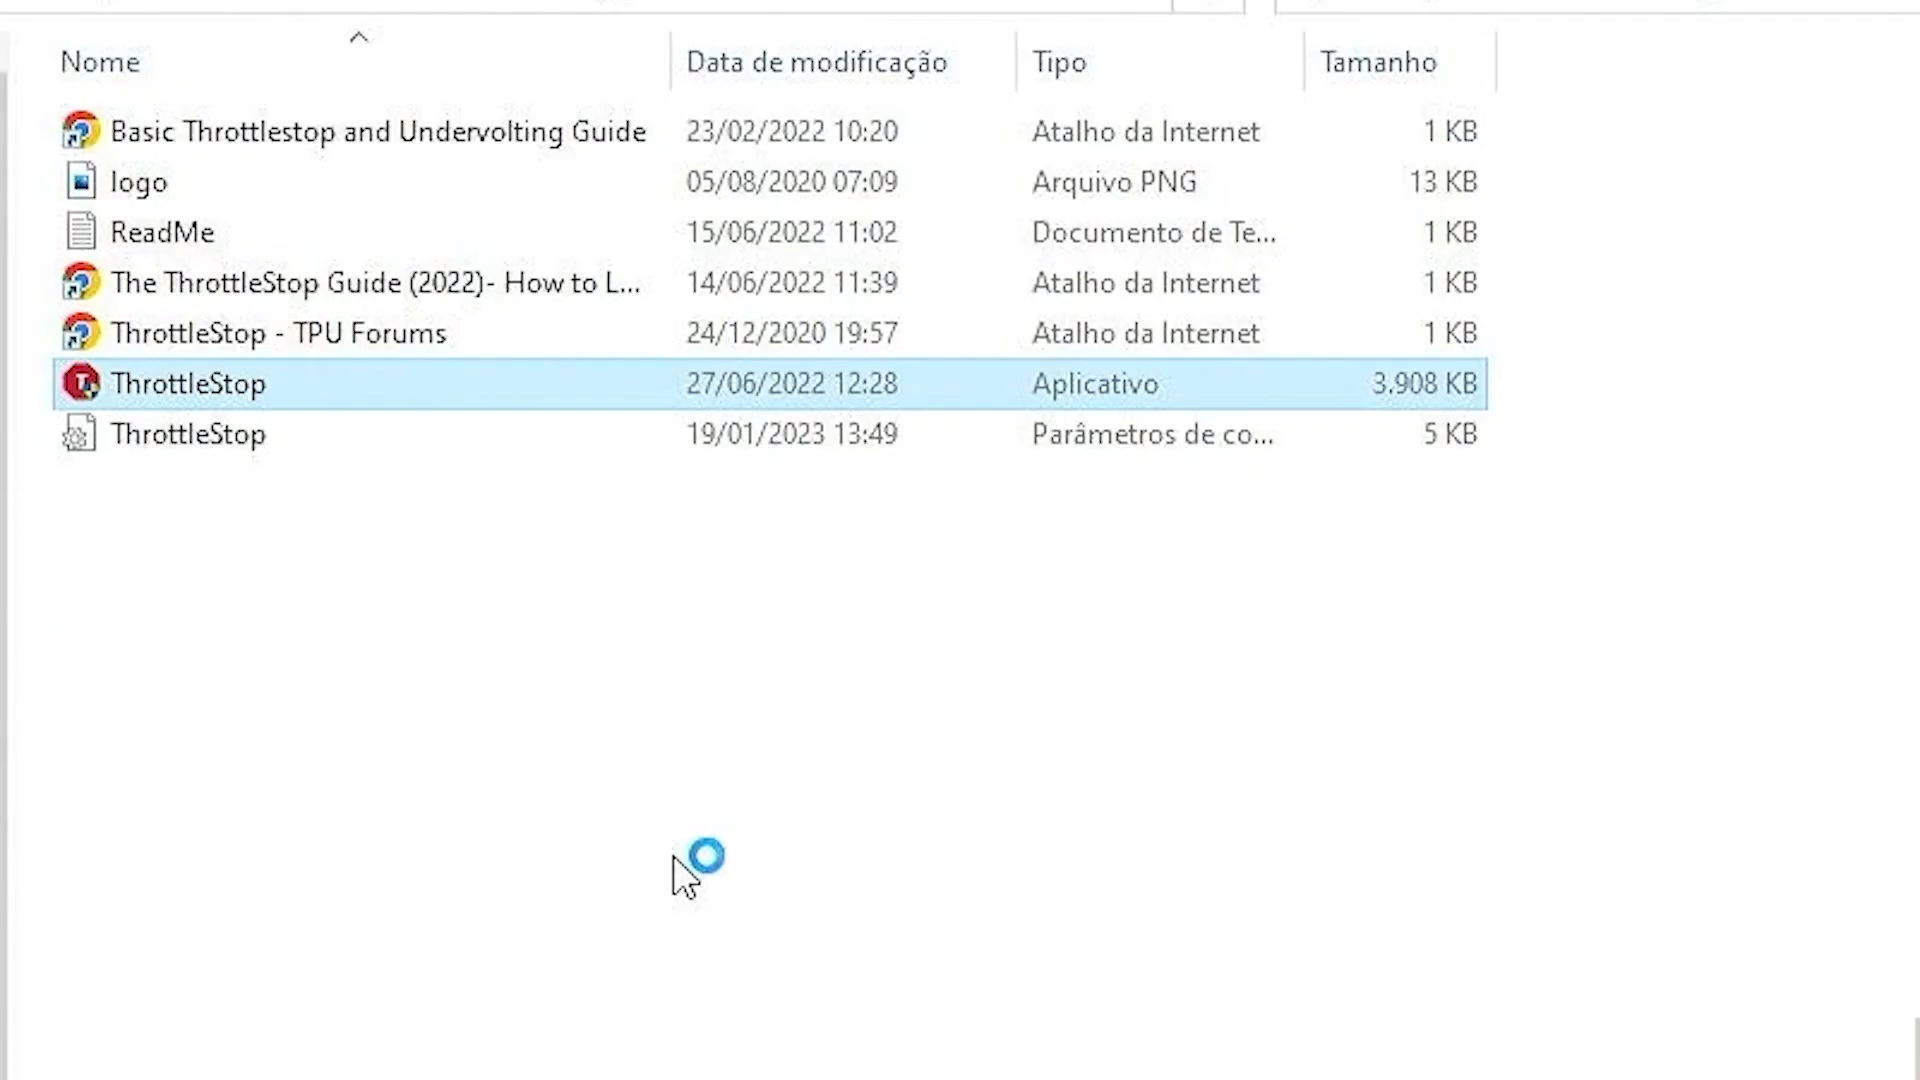 Nome Data de modificação Tipo Tamanho
Basic Throttlestop and Undervolting Guide 23/02/2022 10:20 Atalho da Internet 1 KB
logo 05/08/2020 07:09 Arquivo PNG 13 KB
ReadMe 15/06/2022 11:02 Documento de Te... 1 KB
The ThrottleStop Guide (2022)- How to L... 14/06/2022 11:39 Atalho da Internet 1 KB
ThrottleStop - TPU Forums 24/12/2020 19:57 Atalho da Internet 1 KB
ThrottleStop 27/06/2022 12:28 Aplicativo 3.908 KB
ThrottleStop 19/01/2023 13:49 Parâmetros de co... 5 KB